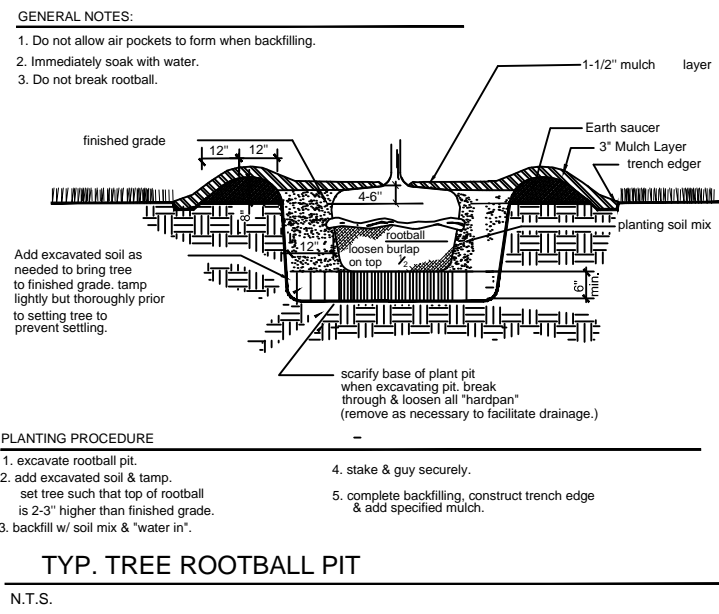 GENERAL NOTES:
1. Do not allow air pockets to form when backfilling.
2. Immediately soak with water.
3. Do not break rootball.
1-1/2" mulch layer
finished grade
12" 12"
Earth saucer
3" Mulch Layer
trench edger
4-6"
8"
planting soil mix
rootball
12"
loosen burlap
on top 1/2
Add excavated soil as
needed to bring tree
to finished grade. tamp
lightly but thoroughly prior
to setting tree to
prevent settling.
6"
min.
scarify base of plant pit
when excavating pit. break
through & loosen all "hardpan"
(remove as necessary to facilitate drainage.)
PLANTING PROCEDURE
1. excavate rootball pit.
2. add excavated soil & tamp.
set tree such that top of rootball
is 2-3" higher than finished grade.
3. backfill w/ soil mix & "water in".
4. stake & guy securely.
5. complete backfilling, construct trench edge
& add specified mulch.
TYP. TREE ROOTBALL PIT
N.T.S.